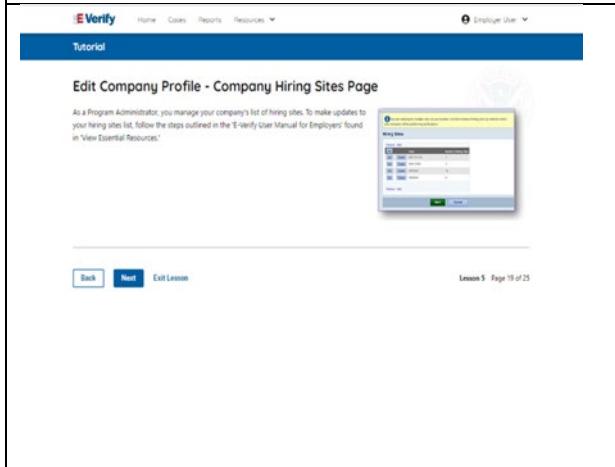 E-Verify Home Cases Reports Resources Employer User
Tutorial
Edit Company Profile - Company Hiring Sites Page
As a Program Administrator, you manage your company's list of hiring sites. To make updates to
your hiring sites list, follow the steps outlined in the 'E-Verify User Manual for Employers' found
in 'View Essential Resources.'
Hiring Sites
Back Next Exit Lesson Lesson 5 Page 19 of 25